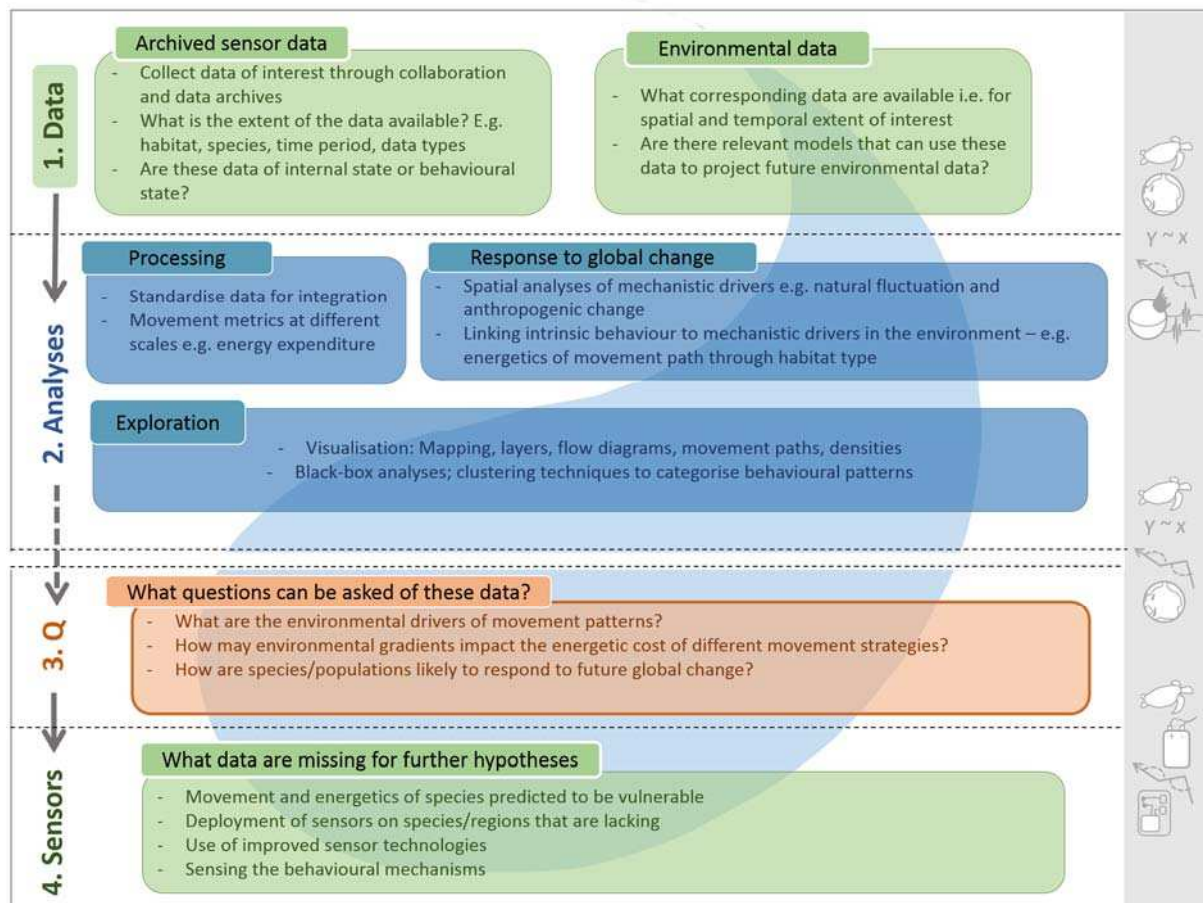 1. Data
Archived sensor data
- Collect data of interest through collaboration
and data archives
- What is the extent of the data available? E.g.
habitat, species, time period, data types
- Are these data of internal state or behavioural
state?
Environmental data
- What corresponding data are available i.e. for
spatial and temporal extent of interest
- Are there relevant models that can use these
data to project future environmental data?
Y ~ X
2. Analyses
Processing
- Standardise data for integration
- Movement metrics at different
scales e.g. energy expenditure
Response to global change
- Spatial analyses of mechanistic drivers e.g. natural fluctuation and
anthropogenic change
- Linking intrinsic behaviour to mechanistic drivers in the environment – e.g.
energetics of movement path through habitat type
Exploration
- Visualisation: Mapping, layers, flow diagrams, movement paths, densities
- Black-box analyses; clustering techniques to categorise behavioural patterns
Y ~ X
3. Q
What questions can be asked of these data?
- What are the environmental drivers of movement patterns?
- How may environmental gradients impact the energetic cost of different movement strategies?
- How are species/populations likely to respond to future global change?
4. Sensors
What data are missing for further hypotheses
- Movement and energetics of species predicted to be vulnerable
- Deployment of sensors on species/regions that are lacking
- Use of improved sensor technologies
- Sensing the behavioural mechanisms